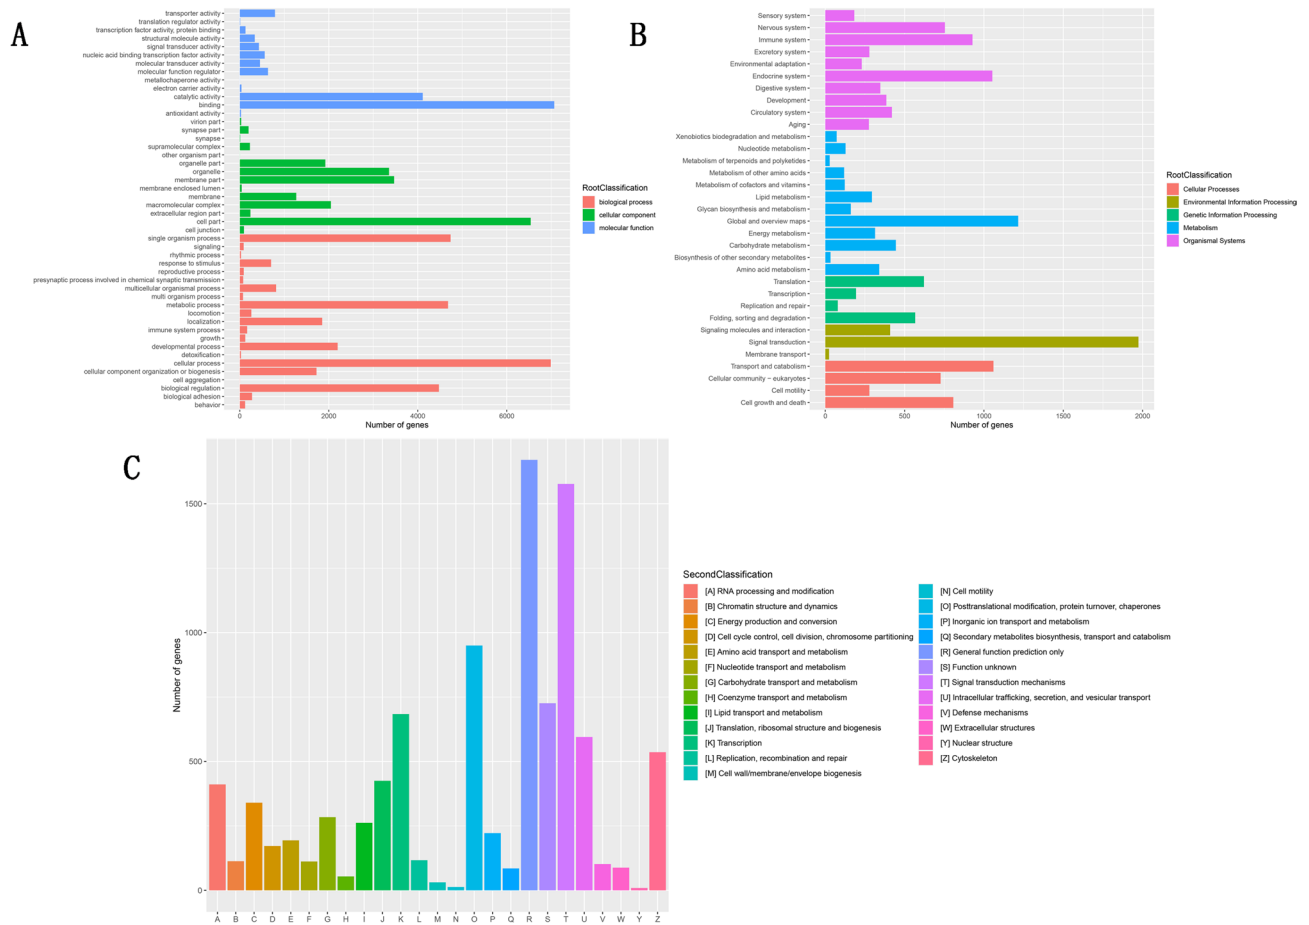 A
transporter activity
translation regulator activity
transcription factor activity, protein binding
structural molecule activity
signal transducer activity
nucleic acid binding transcription factor activity
molecular transducer activity
molecular function regulator
metallochaperone activity
electron carrier activity
catalytic activity
binding
antioxidant activity
virion part
synapse part
synapse
supramolecular complex
other organism part
organelle part
organelle
membrane part
membrane enclosed lumen
membrane
macromolecular complex
extracellular region part
cell part
cell junction
single organism process
signaling
rhythmic process
response to stimulus
reproductive process
presynaptic process involved in chemical synaptic transmission
multicellular organismal process
multi organism process
metabolic process
locomotion
localization
immune system process
growth
developmental process
detoxification
cellular process
cellular component organization or biogenesis
cell aggregation
biological regulation
biological adhesion
behavior
0 2000 4000 6000
Number of genes
RootClassification
biological process
cellular component
molecular function
B
Sensory system
Nervous system
Immune system
Excretory system
Environmental adaptation
Endocrine system
Digestive system
Development
Circulatory system
Aging
Xenobiotics biodegradation and metabolism
Nucleotide metabolism
Metabolism of terpenoids and polyketides
Metabolism of other amino acids
Metabolism of cofactors and vitamins
Lipid metabolism
Glycan biosynthesis and metabolism
Global and overview maps
Energy metabolism
Carbohydrate metabolism
Biosynthesis of other secondary metabolites
Amino acid metabolism
Translation
Transcription
Replication and repair
Folding, sorting and degradation
Signaling molecules and interaction
Signal transduction
Membrane transport
Transport and catabolism
Cellular community − eukaryotes
Cell motility
Cell growth and death
0 500 1000 1500 2000
Number of genes
RootClassification
Cellular Processes
Environmental Information Processing
Genetic Information Processing
Metabolism
Organismal Systems
C
Number of genes
1500
1000
500
0
A B C D E F G H I J K L M N O P Q R S T U V W Y Z
SecondClassification
[A] RNA processing and modification
[B] Chromatin structure and dynamics
[C] Energy production and conversion
[D] Cell cycle control, cell division, chromosome partitioning
[E] Amino acid transport and metabolism
[F] Nucleotide transport and metabolism
[G] Carbohydrate transport and metabolism
[H] Coenzyme transport and metabolism
[I] Lipid transport and metabolism
[J] Translation, ribosomal structure and biogenesis
[K] Transcription
[L] Replication, recombination and repair
[M] Cell wall/membrane/envelope biogenesis
[N] Cell motility
[O] Posttranslational modification, protein turnover, chaperones
[P] Inorganic ion transport and metabolism
[Q] Secondary metabolites biosynthesis, transport and catabolism
[R] General function prediction only
[S] Function unknown
[T] Signal transduction mechanisms
[U] Intracellular trafficking, secretion, and vesicular transport
[V] Defense mechanisms
[W] Extracellular structures
[Y] Nuclear structure
[Z] Cytoskeleton